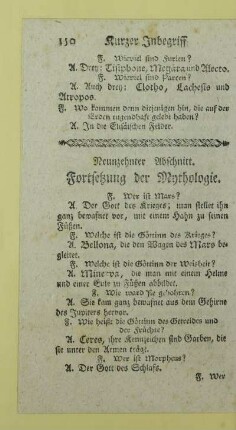 150 Kurzer Inbegriff
F. Wieviel sind Furien?
A. Drey: Tisiphone, Megära und Alecto.
F. Wieviel sind Parcen?
A. Auch drey: Clotho, Lachesis und
Atropos.
F. Wo kommen denn diejenigen hin, die auf der
Erden tugendhaft gelebt haben?
A. In die Elisäischen Felder.
Neunzehnter Abschnitt.
Fortsetzung der Mythologie.
F. Wer ist Mars?
A. Der Gott des Krieges; man stellet ihn
ganz bewafnet vor, mit einem Hahn zu seinen
Füßen.
F. Welche ist die Göttinn des Krieges?
A. Bellona, die den Wagen des Mars be-
gleitet.
F. Welche ist die Göttinn der Weisheit?
A. Minerva, die man mit einem Helm
und einer Eule zu Füßen abbildet.
F. Wie ward sie gebohren?
A. Sie kam ganz bewafnet aus dem Gehirne
des Jupiters hervor.
F. Wie heißt die Göttinn des Getreides und
der Früchte?
A. Ceres, ihre Kennzeichen sind Garben, die
sie unter den Armen trägt.
F. Wer ist Morpheus?
A. Der Gott des Schlafs.
F. Wer